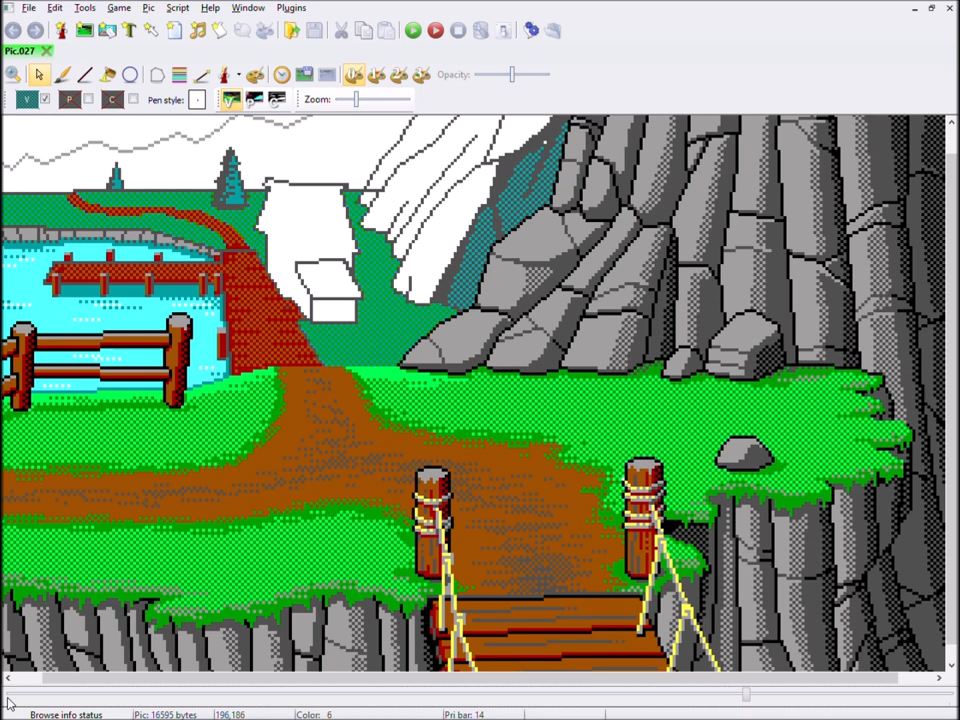 File Edit Tools Game Pic Script Help Window Plygins
Pic.027
Opacity:
V P C Pen style: V P C Zoom:
Browse info status Pic: 16595 bytes 196,186 Color: 6 Pri bar: 14